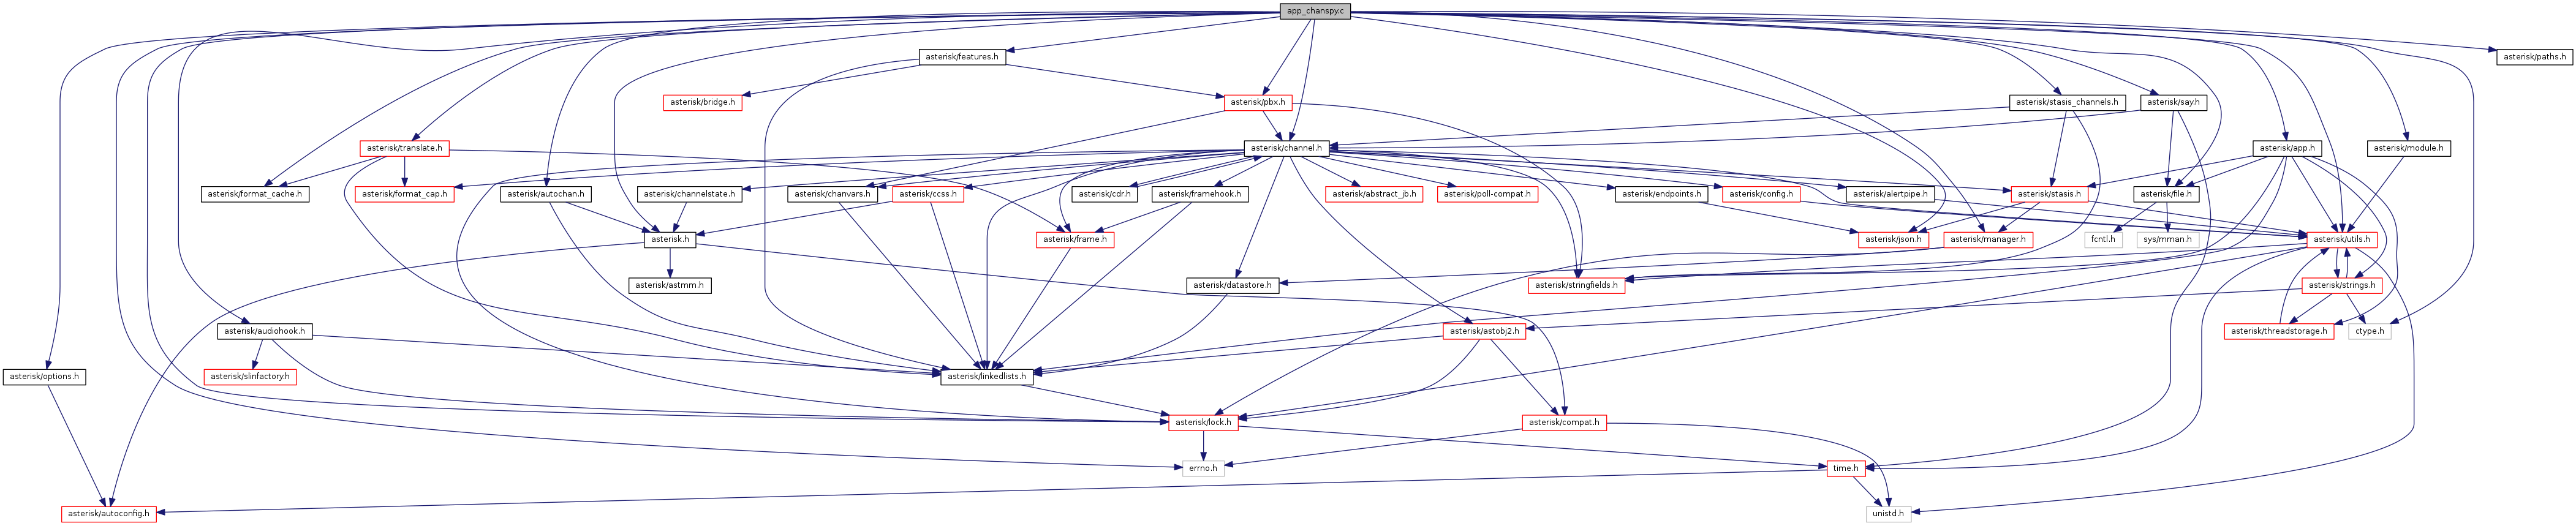 app_chanspy.c
asterisk/features.h
asterisk/paths.h
asterisk/bridge.h
asterisk/pbx.h
asterisk/stasis_channels.h
asterisk/say.h
asterisk/translate.h
asterisk/channel.h
asterisk/app.h
asterisk/module.h
asterisk/format_cache.h
asterisk/format_cap.h
asterisk/autochan.h
asterisk/channelstate.h
asterisk/chanvars.h
asterisk/ccss.h
asterisk/cdr.h
asterisk/framehook.h
asterisk/abstract_jb.h
asterisk/poll-compat.h
asterisk/endpoints.h
asterisk/config.h
asterisk/alertpipe.h
asterisk/stasis.h
asterisk/file.h
asterisk.h
asterisk/frame.h
asterisk/json.h
asterisk/manager.h
fcntl.h
sys/mman.h
asterisk/utils.h
asterisk/astmm.h
asterisk/datastore.h
asterisk/stringfields.h
asterisk/strings.h
asterisk/audiohook.h
asterisk/astobj2.h
asterisk/threadstorage.h
ctype.h
asterisk/options.h
asterisk/slinfactory.h
asterisk/linkedlists.h
asterisk/lock.h
asterisk/compat.h
errno.h
time.h
asterisk/autoconfig.h
unistd.h